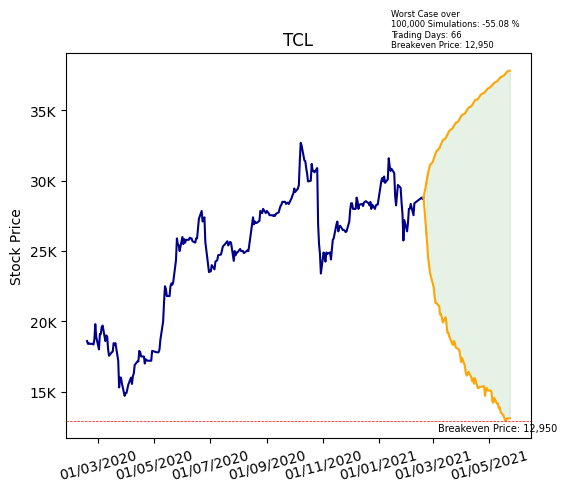 Worst Case over
100,000 Simulations: -55.08 %
Trading Days: 66
Breakeven Price: 12,950
TCL
Stock Price
35K
30K
25K
20K
15K
Breakeven Price: 12,950
01/03/2020
01/05/2020
01/07/2020
01/09/2020
01/11/2020
01/01/2021
01/03/2021
01/05/2021